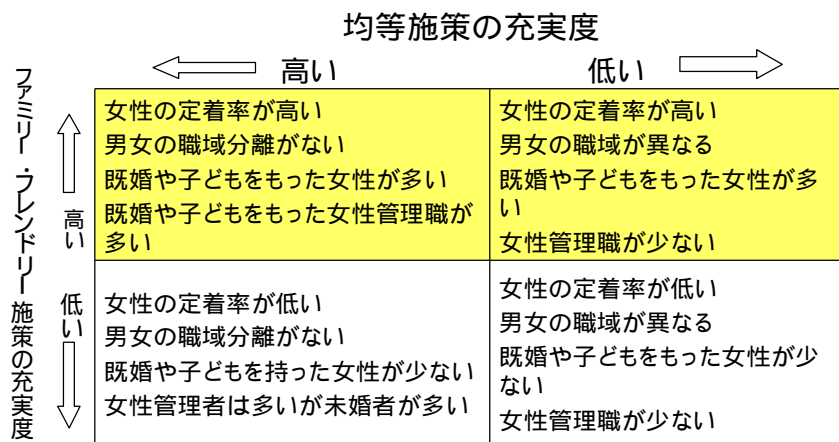 均等施策の充実度
高い
低い
ファミリー・フレンドリー施策の充実度
高い
女性の定着率が高い
男女の職域分離がない
既婚や子どもをもった女性が多い
既婚や子どもをもった女性管理職が
多い
女性の定着率が高い
男女の職域が異なる
既婚や子どもをもった女性が多
い
女性管理職が少ない
低い
女性の定着率が低い
男女の職域分離がない
既婚や子どもを持った女性が少ない
女性管理者は多いが未婚者が多い
女性の定着率が低い
男女の職域が異なる
既婚や子どもをもった女性が少
ない
女性管理職が少ない